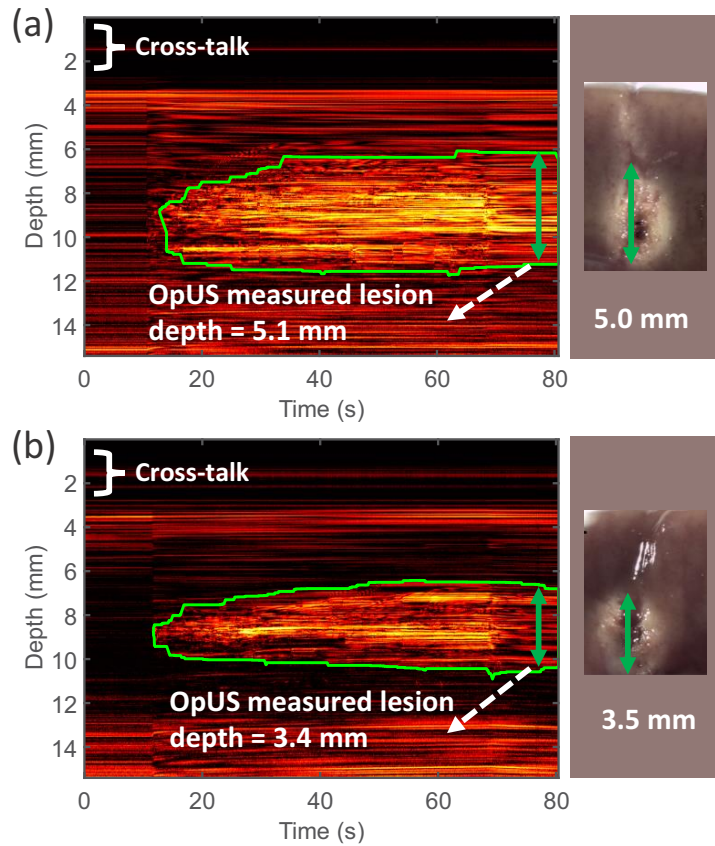 (a)
Cross-talk
2
4
6
8
10
12
14
Depth (mm)
OpUS measured lesion
depth = 5.1 mm
0
20
40
60
80
Time (s)
5.0 mm
(b)
Cross-talk
2
4
6
8
10
12
14
Depth (mm)
OpUS measured lesion
depth = 3.4 mm
0
20
40
60
80
Time (s)
3.5 mm